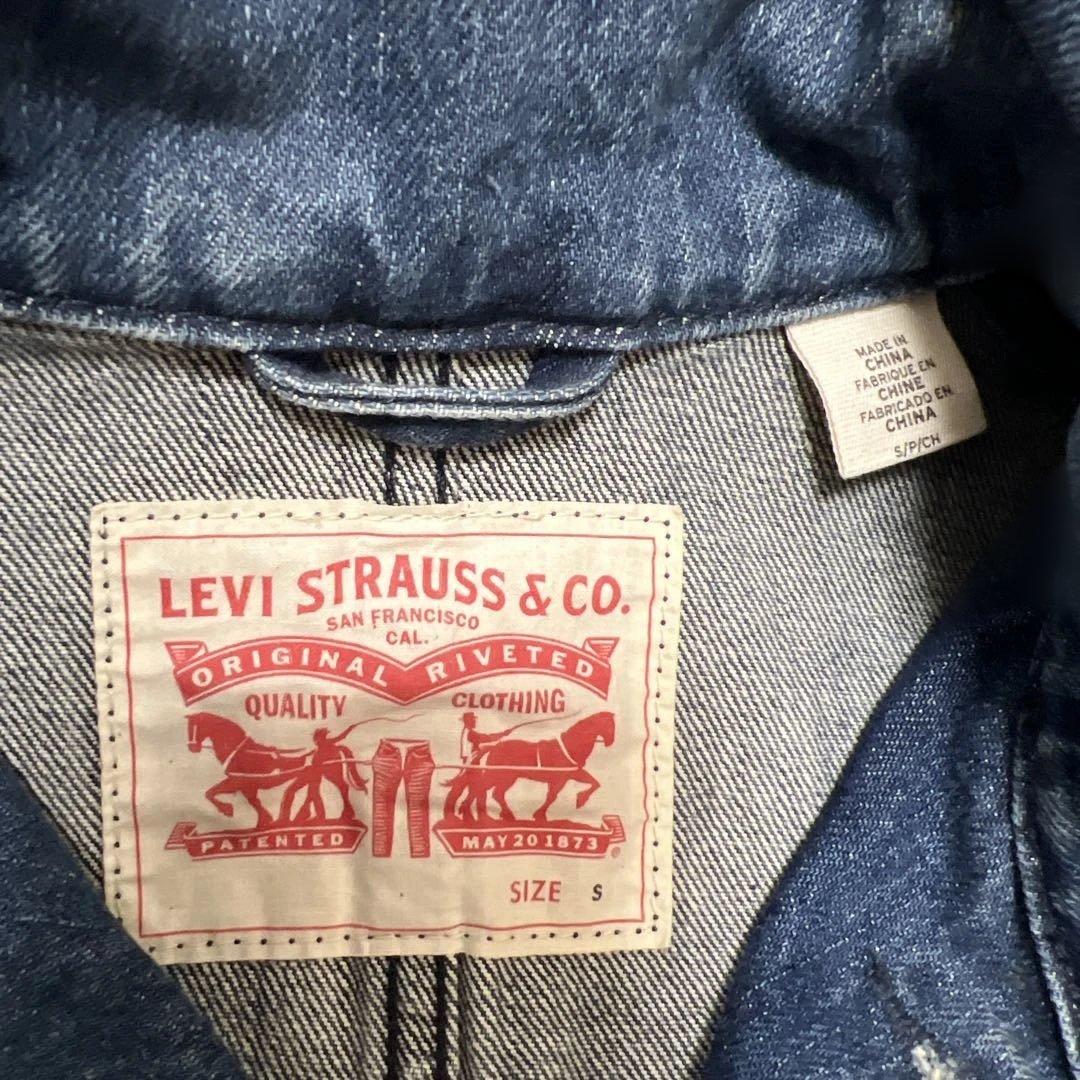 MADE IN
CHINA
FABRIQUE EN
CHINE
FABRICADO EN
CHINA
S/P/CH
LEVI STRAUSS & CO.
SAN FRANCISCO
CAL.
ORIGINAL RIVETED
QUALITY CLOTHING
PATENTED MAY 20 1873
®
SIZE S